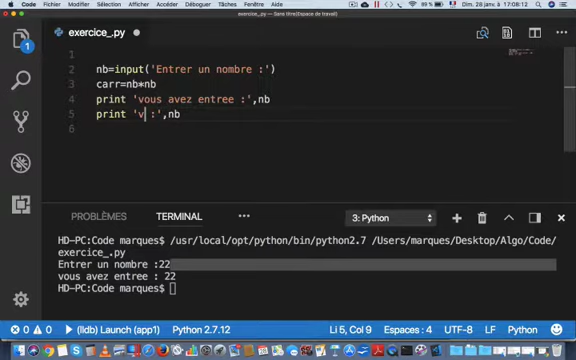 Code Fichier Modifier Sélection Afficher Accéder Déboguer Tâches Aide 89 % Dim. 28 janv. à 17:08:12
exercice_.py — Sans titre (Espace de travail)
exercice_.py
1
2 nb=input('Entrer un nombre :')
3 carr=nb*nb
4 print 'vous avez entree :',nb
5 print 'v :',nb
6
1
PROBLÈMES TERMINAL ••• 3: Python
HD-PC:Code marques$ /usr/local/opt/python/bin/python2.7 /Users/marques/Desktop/Algo/Code/
exercice_.py
Entrer un nombre :22
vous avez entree : 22
HD-PC:Code marques$
0 0 (lldb) Launch (app1) Python 2.7.12 Li 5, Col 9 Espaces : 4 UTF-8 LF Python